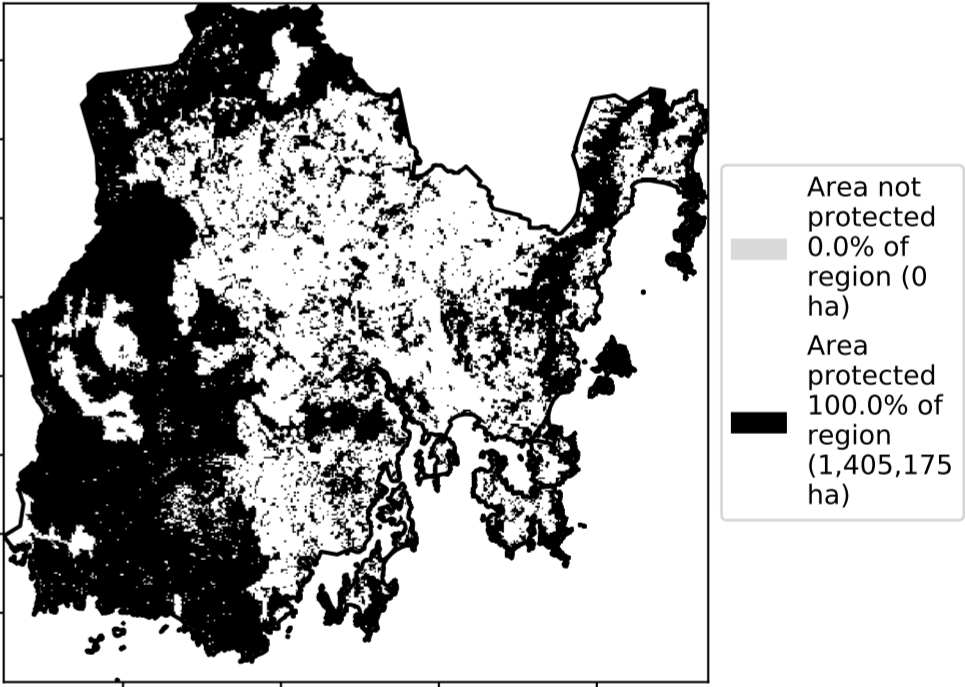 Area not
protected
0.0% of
region (0
ha)
Area
protected
100.0% of
region
(1,405,175
ha)